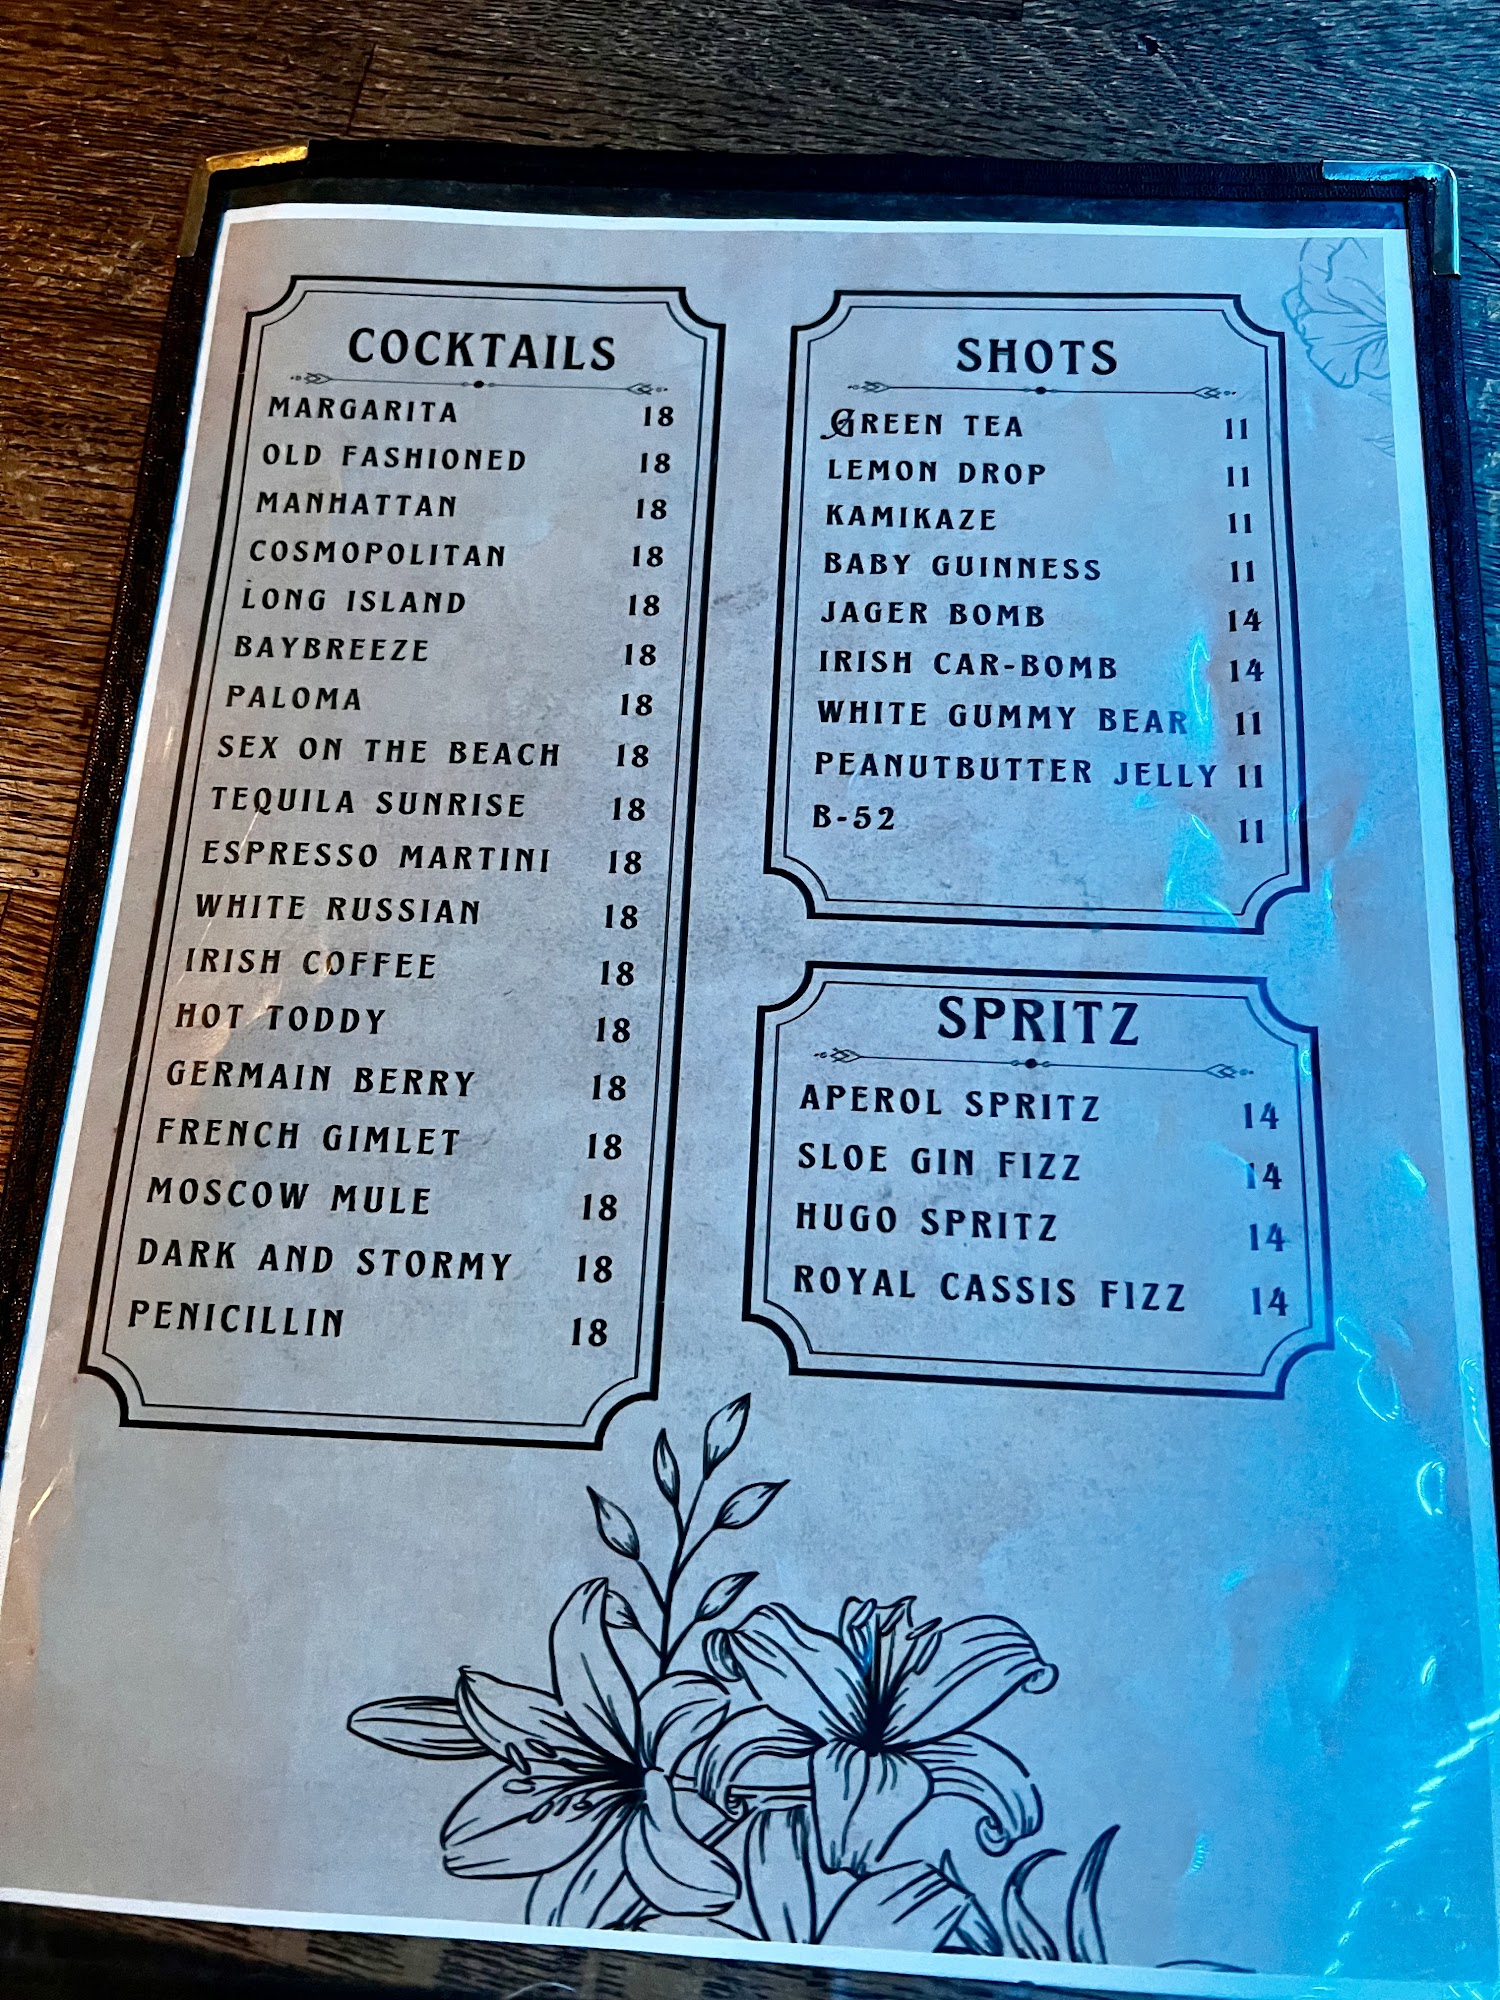 COCKTAILS
MARGARITA 18
OLD FASHIONED 18
MANHATTAN 18
COSMOPOLITAN 18
LONG ISLAND 18
BAYBREEZE 18
PALOMA 18
SEX ON THE BEACH 18
TEQUILA SUNRISE 18
ESPRESSO MARTINI 18
WHITE RUSSIAN 18
IRISH COFFEE 18
HOT TODDY 18
GERMAIN BERRY 18
FRENCH GIMLET 18
MOSCOW MULE 18
DARK AND STORMY 18
PENICILLIN 18
SHOTS
GREEN TEA 11
LEMON DROP 11
KAMIKAZE 11
BABY GUINNESS 11
JAGER BOMB 14
IRISH CAR-BOMB 14
WHITE GUMMY BEAR 11
PEANUTBUTTER JELLY 11
B-52 11
SPRITZ
APEROL SPRITZ 14
SLOE GIN FIZZ 14
HUGO SPRITZ 14
ROYAL CASSIS FIZZ 14